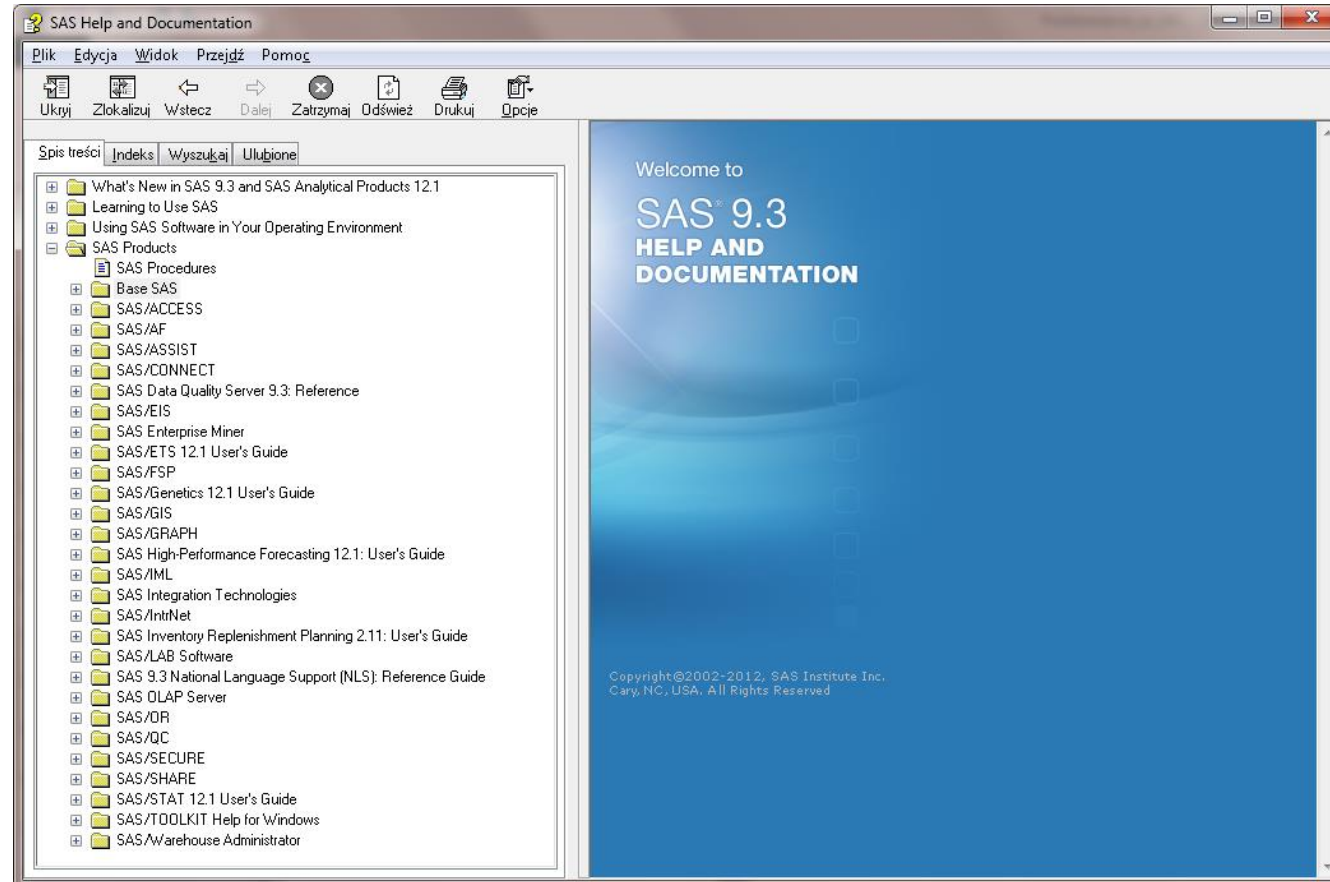 SAS Help and Documentation
Plik Edycja Widok Przejdź Pomoc
Ukryj Zlokalizuj Wstecz Dalej Zatrzymaj Odśwież Drukuj Opcje
Spis treści Indeks Wyszukaj Ulubione
What's New in SAS 9.3 and SAS Analytical Products 12.1
Learning to Use SAS
Using SAS Software in Your Operating Environment
SAS Products
SAS Procedures
Base SAS
SAS/ACCESS
SAS/AF
SAS/ASSIST
SAS/CONNECT
SAS Data Quality Server 9.3: Reference
SAS/EIS
SAS Enterprise Miner
SAS/ETS 12.1 User's Guide
SAS/FSP
SAS/Genetics 12.1 User's Guide
SAS/GIS
SAS/GRAPH
SAS High-Performance Forecasting 12.1: User's Guide
SAS/IML
SAS Integration Technologies
SAS/IntrNet
SAS Inventory Replenishment Planning 2.11: User's Guide
SAS/LAB Software
SAS 9.3 National Language Support (NLS): Reference Guide
SAS OLAP Server
SAS/OR
SAS/QC
SAS/SECURE
SAS/SHARE
SAS/STAT 12.1 User's Guide
SAS/TOOLKIT Help for Windows
SAS/Warehouse Administrator
Welcome to
SAS® 9.3
HELP AND
DOCUMENTATION
Copyright©2002-2012, SAS Institute Inc.
Cary, NC, USA. All Rights Reserved